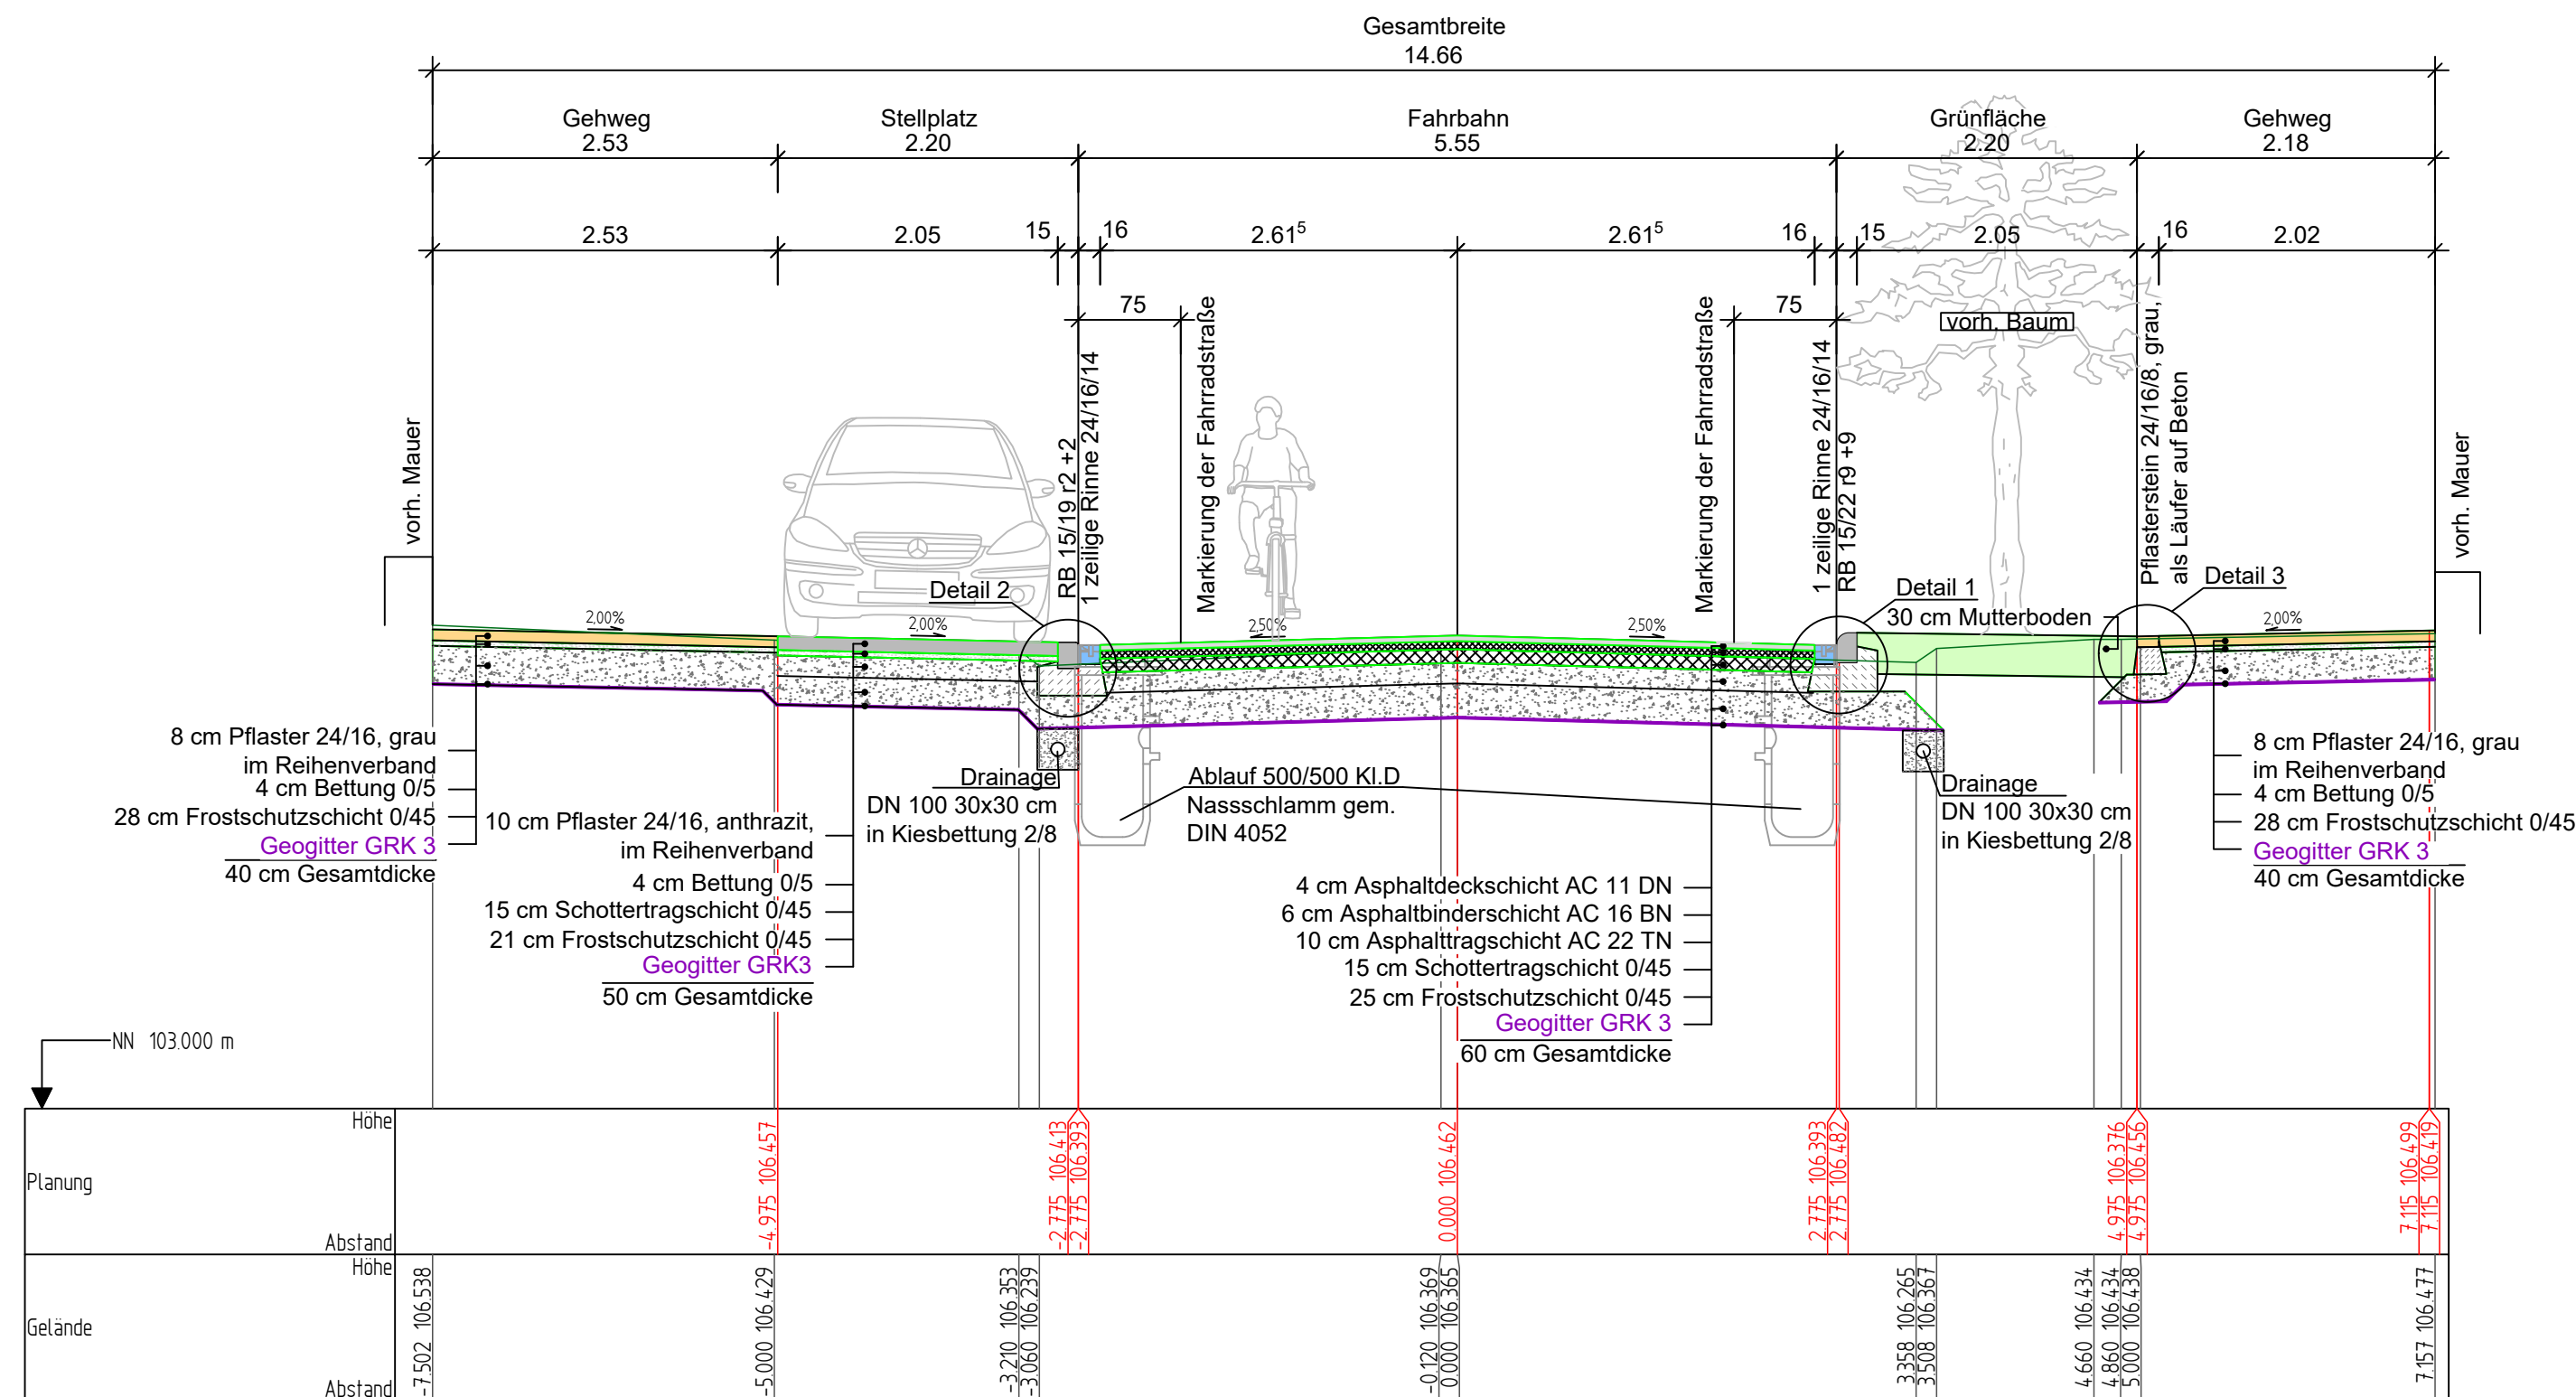 Gesamtbreite
14.66
Gehweg
2.53
Stellplatz
2.20
Fahrbahn
5.55
Grünfläche
2.20
Gehweg
2.18
2.53
2.05
15
16
2.61⁵
2.61⁵
16
15
2.05
16
2.02
75
75
vorh. Mauer
RB 15/19 r2 +2
1 zeilige Rinne 24/16/14
Markierung der Fahrradstraße
Markierung der Fahrradstraße
1 zeilige Rinne 24/16/14
RB 15/22 r9 +9
vorh. Baum
Pflasterstein 24/16/8, grau,
als Läufer auf Beton
vorh. Mauer
Detail 2
Detail 1
30 cm Mutterboden
Detail 3
2,00%
2,00%
2,50%
2,50%
2,00%
8 cm Pflaster 24/16, grau
im Reihenverband
4 cm Bettung 0/5
28 cm Frostschutzschicht 0/45
Geogitter GRK 3
40 cm Gesamtdicke
10 cm Pflaster 24/16, anthrazit,
im Reihenverband
4 cm Bettung 0/5
15 cm Schottertragschicht 0/45
21 cm Frostschutzschicht 0/45
Geogitter GRK3
50 cm Gesamtdicke
Drainage
DN 100 30x30 cm
in Kiesbettung 2/8
Ablauf 500/500 Kl.D
Nassschlamm gem.
DIN 4052
4 cm Asphaltdeckschicht AC 11 DN
6 cm Asphaltbinderschicht AC 16 BN
10 cm Asphalttragschicht AC 22 TN
15 cm Schottertragschicht 0/45
25 cm Frostschutzschicht 0/45
Geogitter GRK 3
60 cm Gesamtdicke
Drainage
DN 100 30x30 cm
in Kiesbettung 2/8
8 cm Pflaster 24/16, grau
im Reihenverband
4 cm Bettung 0/5
28 cm Frostschutzschicht 0/45
Geogitter GRK 3
40 cm Gesamtdicke
NN 103.000 m
Planung
Höhe
Abstand
-4.975 106.457
-2.775 106.413
-2.775 106.393
0.000 106.462
2.775 106.393
2.775 106.482
4.975 106.376
4.975 106.456
7.115 106.499
7.115 106.419
Gelände
Höhe
Abstand
-7.502 106.538
-5.000 106.429
-3.210 106.353
-3.060 106.239
-0.120 106.369
0.000 106.365
3.358 106.265
3.508 106.367
4.660 106.434
4.860 106.434
5.000 106.438
7.157 106.477